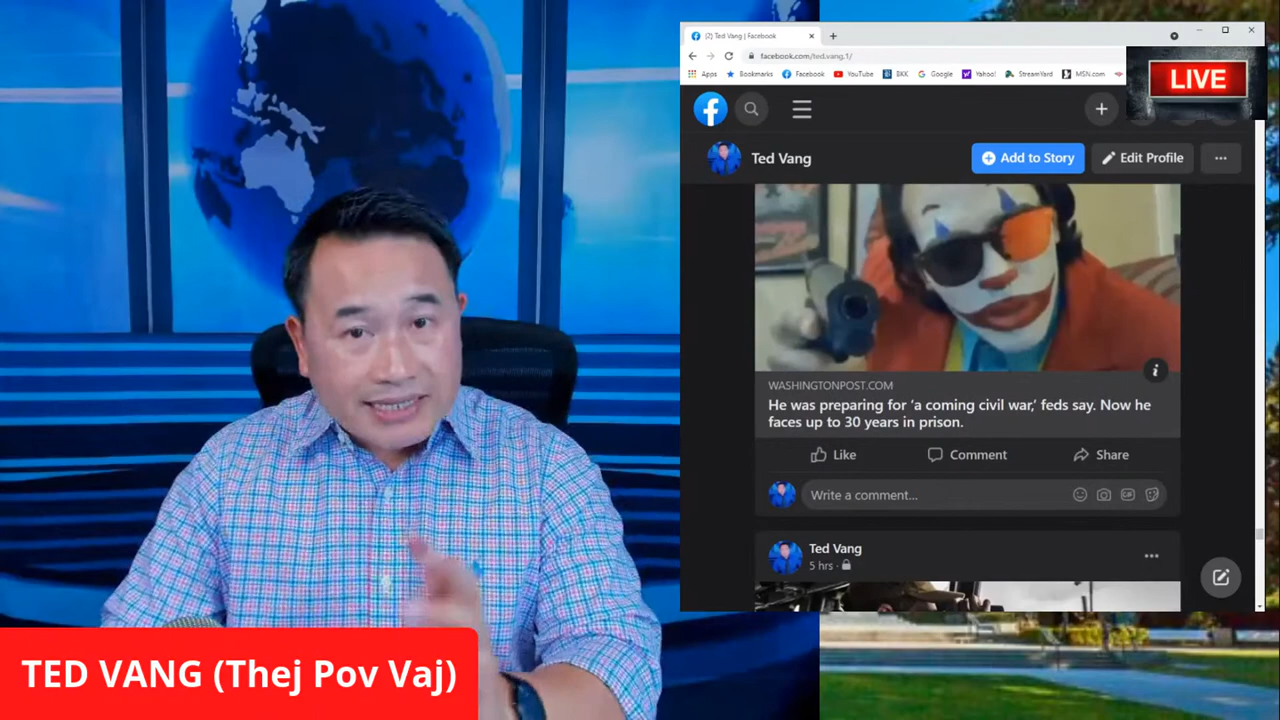 (2) Ted Vang | Facebook
facebook.com/ted.vang.1/
Apps Bookmarks Facebook YouTube BKK Google Yahoo! StreamYard MSN.com
LIVE
Ted Vang
Add to Story
Edit Profile
WASHINGTONPOST.COM
He was preparing for ‘a coming civil war,’ feds say. Now he
faces up to 30 years in prison.
Like Comment Share
Write a comment...
GIF
Ted Vang
5 hrs ·
TED VANG (Thej Pov Vaj)